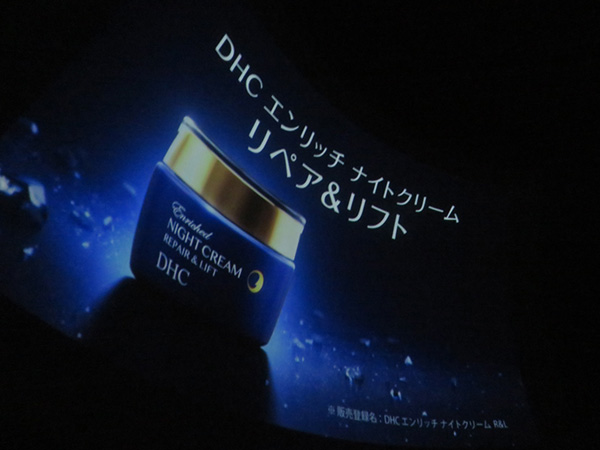 DHC エンリッチ ナイトクリーム
リペア&リフト
Enriched
NIGHT CREAM
REPAIR & LIFT
DHC
※ 販売登録名：DHC エンリッチ ナイトクリーム R&L